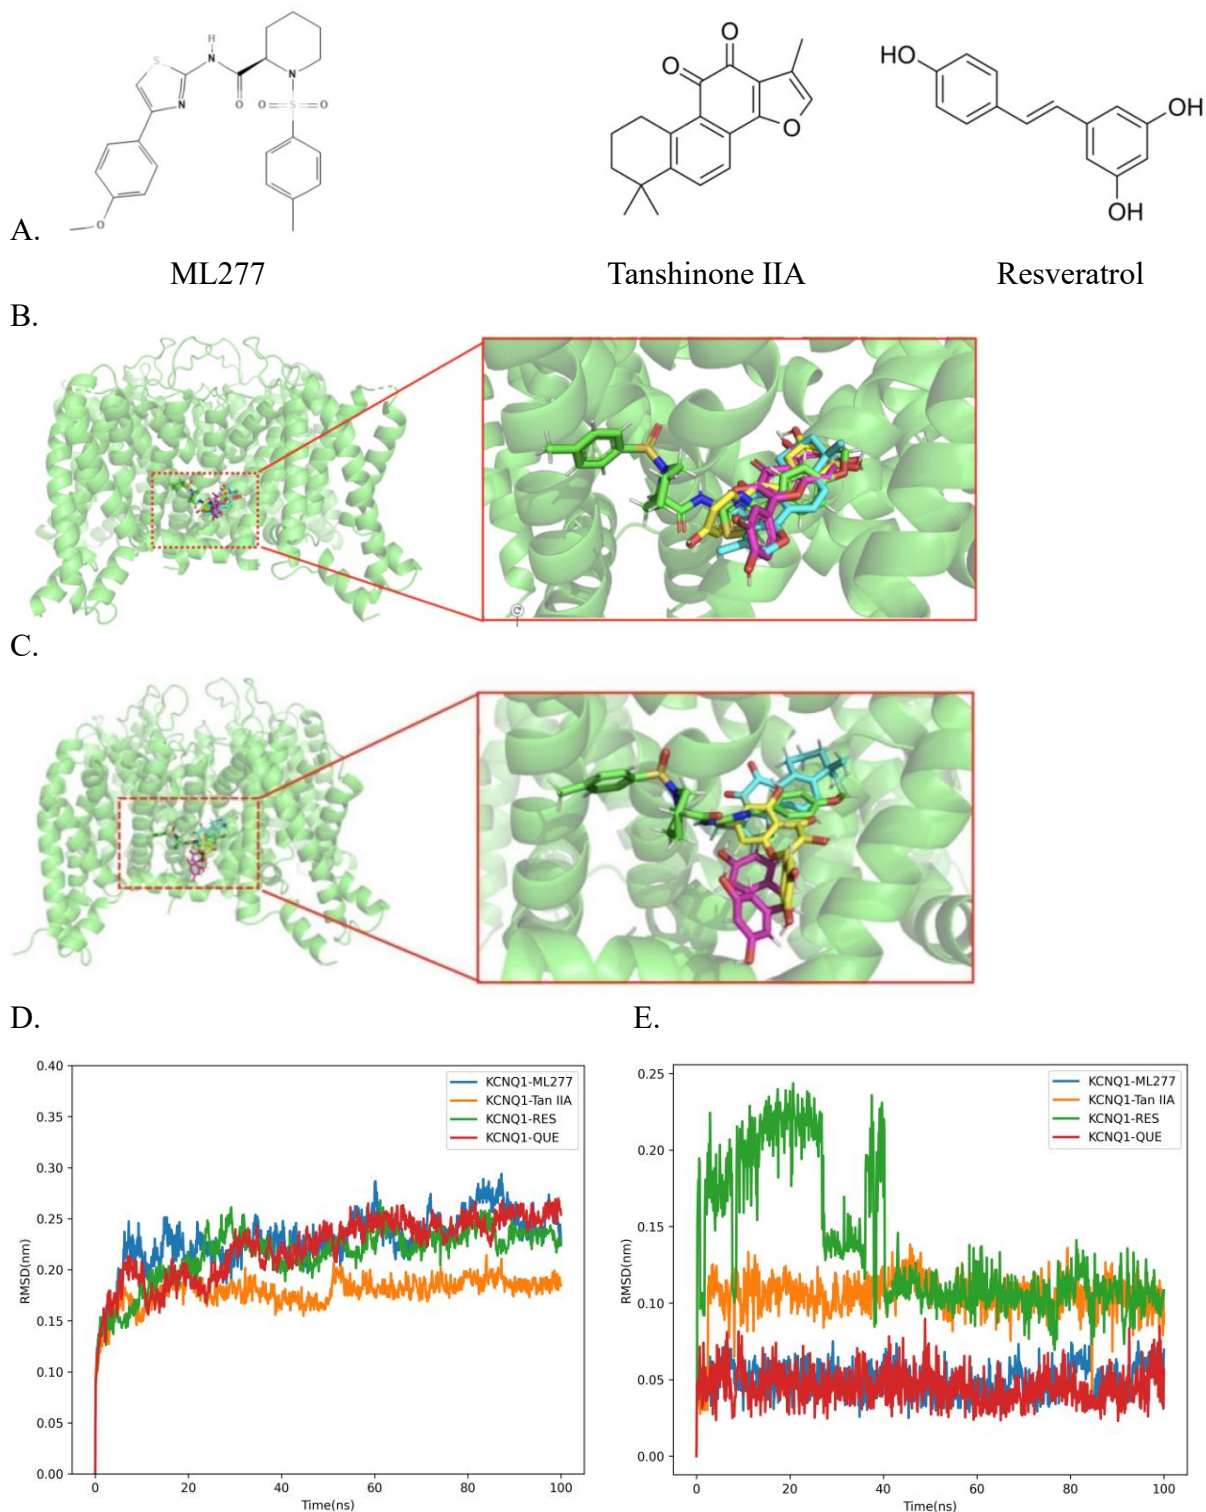 H
S
N
N
O
N
O
S
O
O
O
O
O
HO
OH
OH
A.
ML277
Tanshinone IIA
Resveratrol
B.
C.
D.
E.
0.40
0.35
0.30
0.25
0.20
0.15
0.10
0.05
0.00
RMSD(nm)
KCNQ1-ML277
KCNQ1-Tan IIA
KCNQ1-RES
KCNQ1-QUE
0
20
40
60
80
100
Time(ns)
0.25
0.20
0.15
0.10
0.05
0.00
RMSD(nm)
KCNQ1-ML277
KCNQ1-Tan IIA
KCNQ1-RES
KCNQ1-QUE
0
20
40
60
80
100
Time(ns)